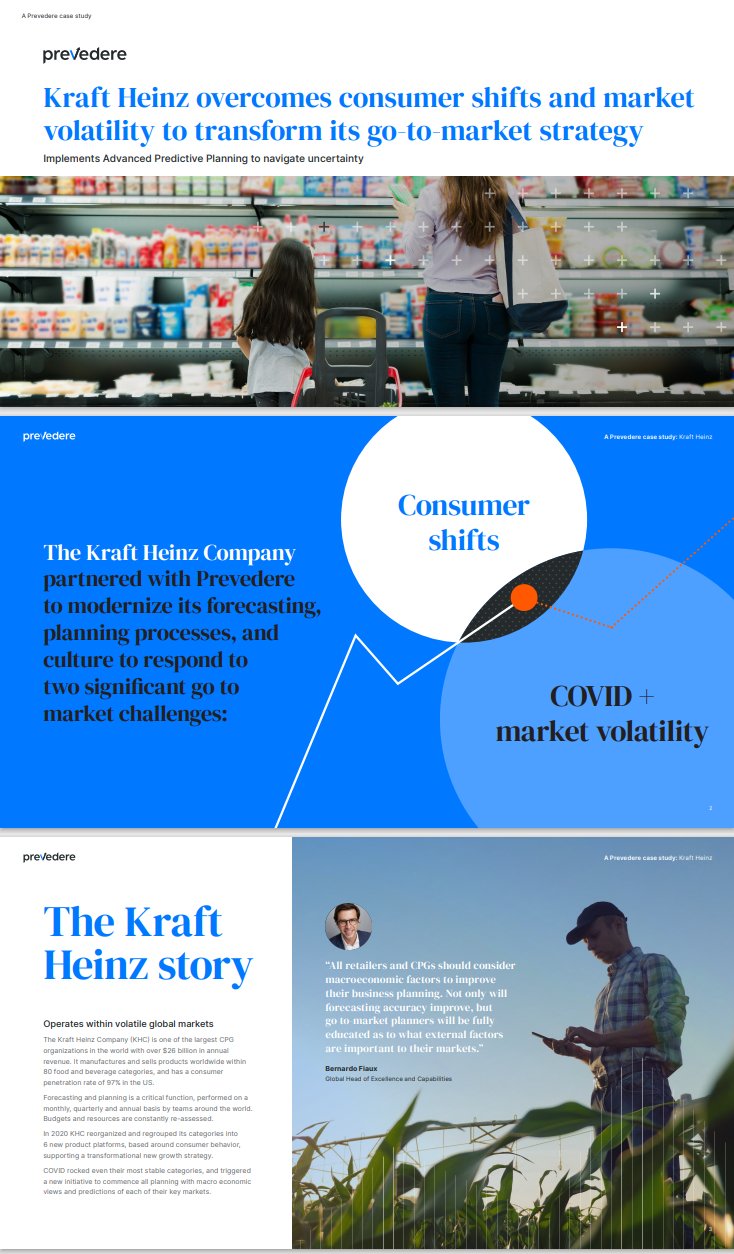 A Prevedere case study
prevedere
Kraft Heinz overcomes consumer shifts and market
volatility to transform its go-to-market strategy
Implements Advanced Predictive Planning to navigate uncertainty
prevedere
A Prevedere case study: Kraft Heinz
Consumer
shifts
The Kraft Heinz Company
partnered with Prevedere
to modernize its forecasting,
planning processes, and
culture to respond to
two significant go to
market challenges:
COVID +
market volatility
2
prevedere
A Prevedere case study: Kraft Heinz
The Kraft
Heinz story
Operates within volatile global markets
The Kraft Heinz Company (KHC) is one of the largest CPG
organizations in the world with over $26 billion in annual
revenue. It manufactures and sells products worldwide within
80 food and beverage categories, and has a consumer
penetration rate of 97% in the US.
Forecasting and planning is a critical function, performed on a
monthly, quarterly and annual basis by teams around the world.
Budgets and resources are constantly re-assessed.
In 2020 KHC reorganized and regrouped its categories into
6 new product platforms, based around consumer behavior,
supporting a transformational new growth strategy.
COVID rocked even their most stable categories, and triggered
a new initiative to commence all planning with macro economic
views and predictions of each of their key markets.
“All retailers and CPGs should consider
macroeconomic factors to improve
their business planning. Not only will
forecasting accuracy improve, but
go-to-market planners will be fully
educated as to what external factors
are important to their markets.”
Bernardo Fiaux
Global Head of Excellence and Capabilities